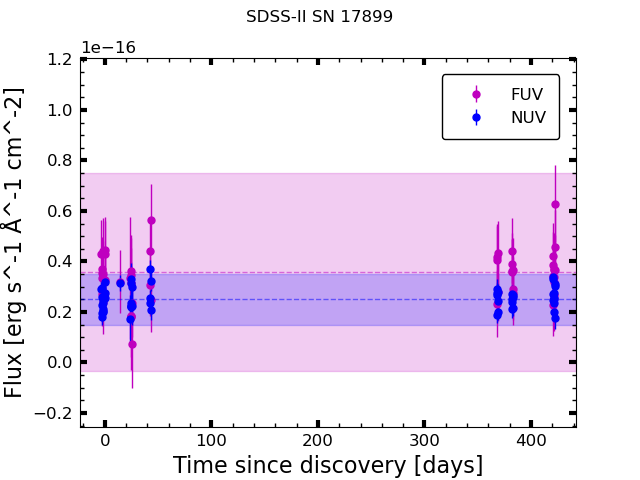 SDSS-II SN 17899
1e−16
1.2
1.0
0.8
0.6
0.4
0.2
0.0
−0.2
Flux [erg s^-1 Å^-1 cm^-2]
FUV
NUV
0 100 200 300 400
Time since discovery [days]